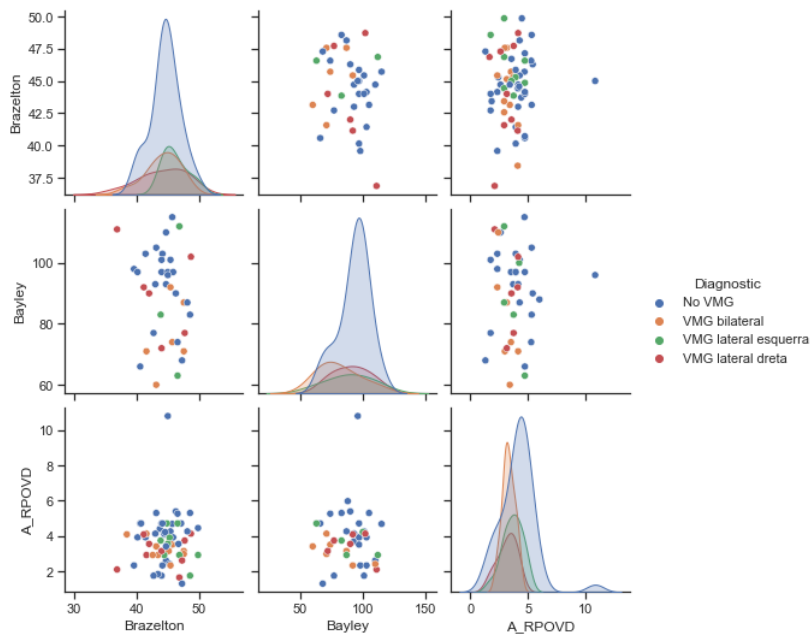 50.0
47.5
45.0
42.5
40.0
37.5
Brazelton
100
80
60
Bayley
Diagnostic
No VMG
VMG bilateral
VMG lateral esquerra
VMG lateral dreta
10
8
6
4
2
A_RPOVD
30 40 50
Brazelton
50 100 150
Bayley
0 5 10
A_RPOVD